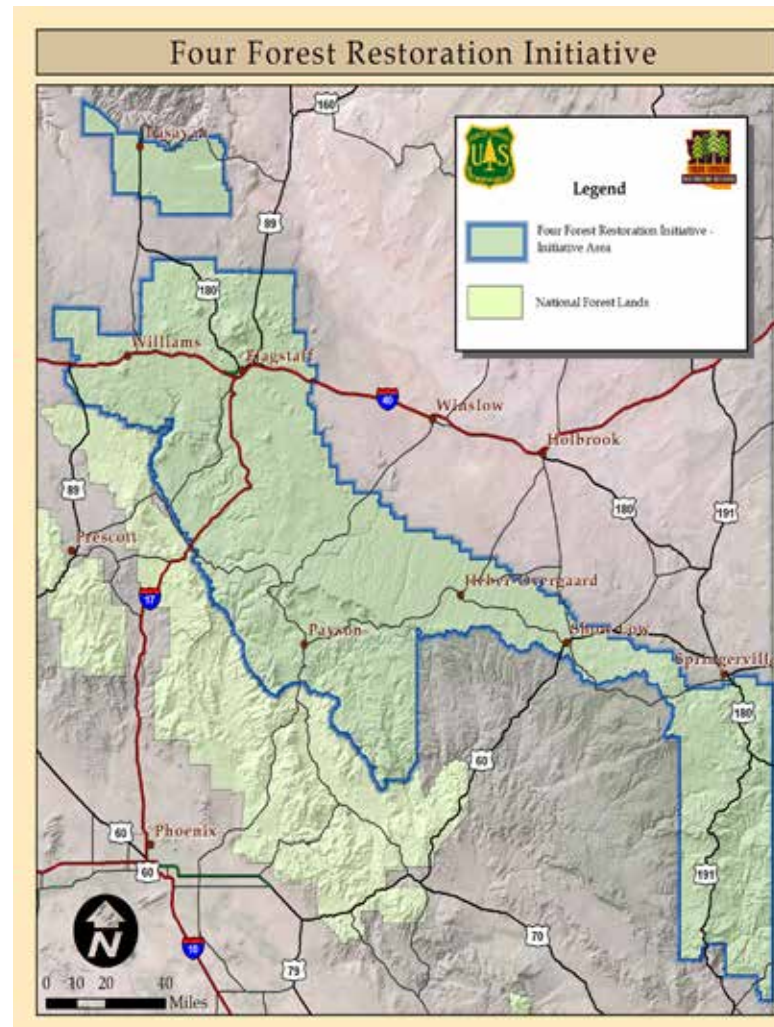 Four Forest Restoration Initiative
160
Tusayan
UAS
Legend
89
Four Forest Restoration Initiative -
Initiative Area
180
National Forest Lands
Williams
Flagstaff
40
Winslow
Holbrook
89
180
191
Prescott
Heber-Overgaard
17
Payson
Show Low
Springerville
180
60
60
Phoenix
60
191
N
10
70
79
0 10 20 40
Miles